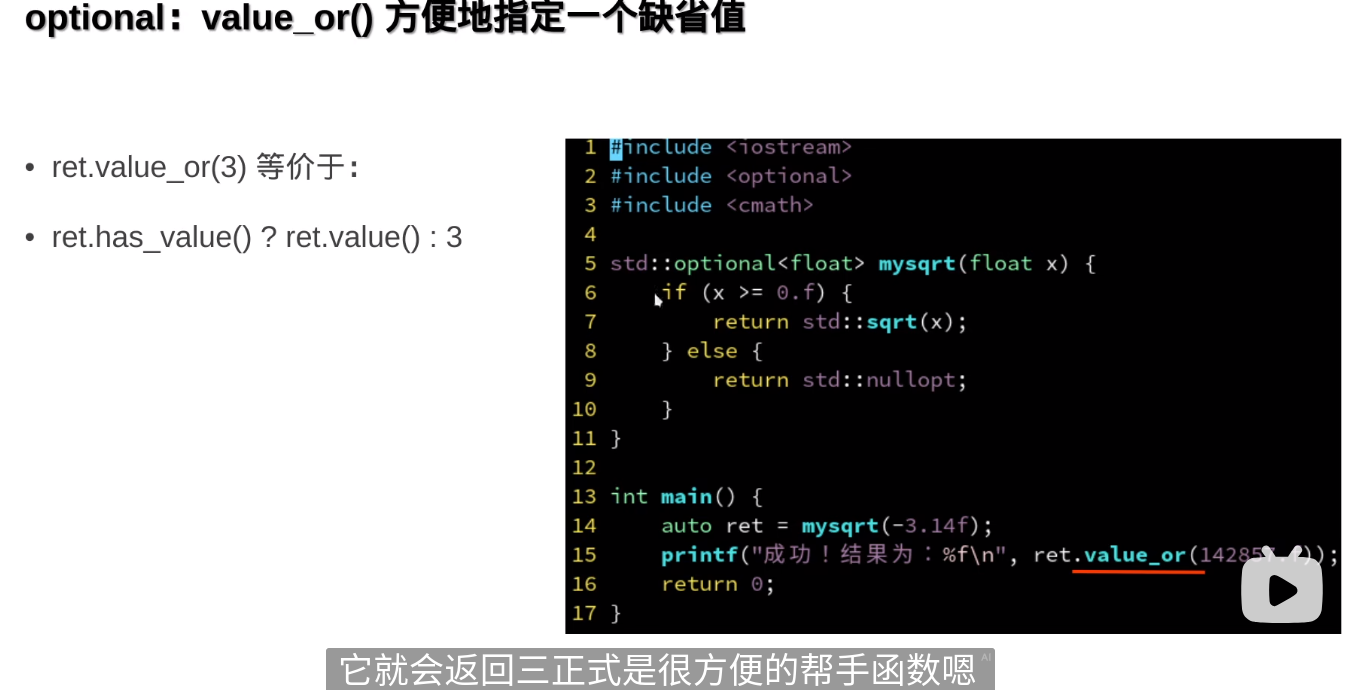 optional：value_or() 方便地指定一个缺省值
• ret.value_or(3) 等价于：
• ret.has_value() ? ret.value() : 3
1 #include <iostream>
2 #include <optional>
3 #include <cmath>
4
5 std::optional<float> mysqrt(float x) {
6     if (x >= 0.f) {
7         return std::sqrt(x);
8     } else {
9         return std::nullopt;
10     }
11 }
12
13 int main() {
14     auto ret = mysqrt(-3.14f);
15     printf("成功！结果为：%f\n", ret.value_or(142857.f));
16     return 0;
17 }
它就会返回三正式是很方便的帮手函数嗯
AI